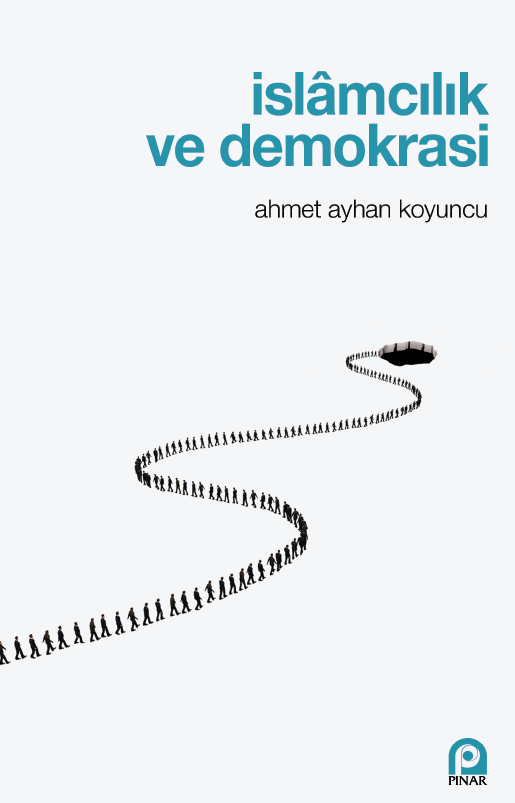 islâmcılık
ve demokrasi
ahmet ayhan koyuncu
PINAR